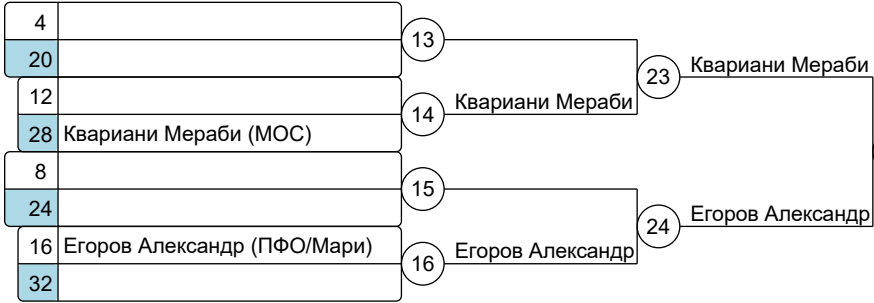 4
20
13
12
28 Квариани Мераби (МОС)
14 Квариани Мераби
23 Квариани Мераби
8
24
15
16 Егоров Александр (ПФО/Мари)
32
16 Егоров Александр
24 Егоров Александр